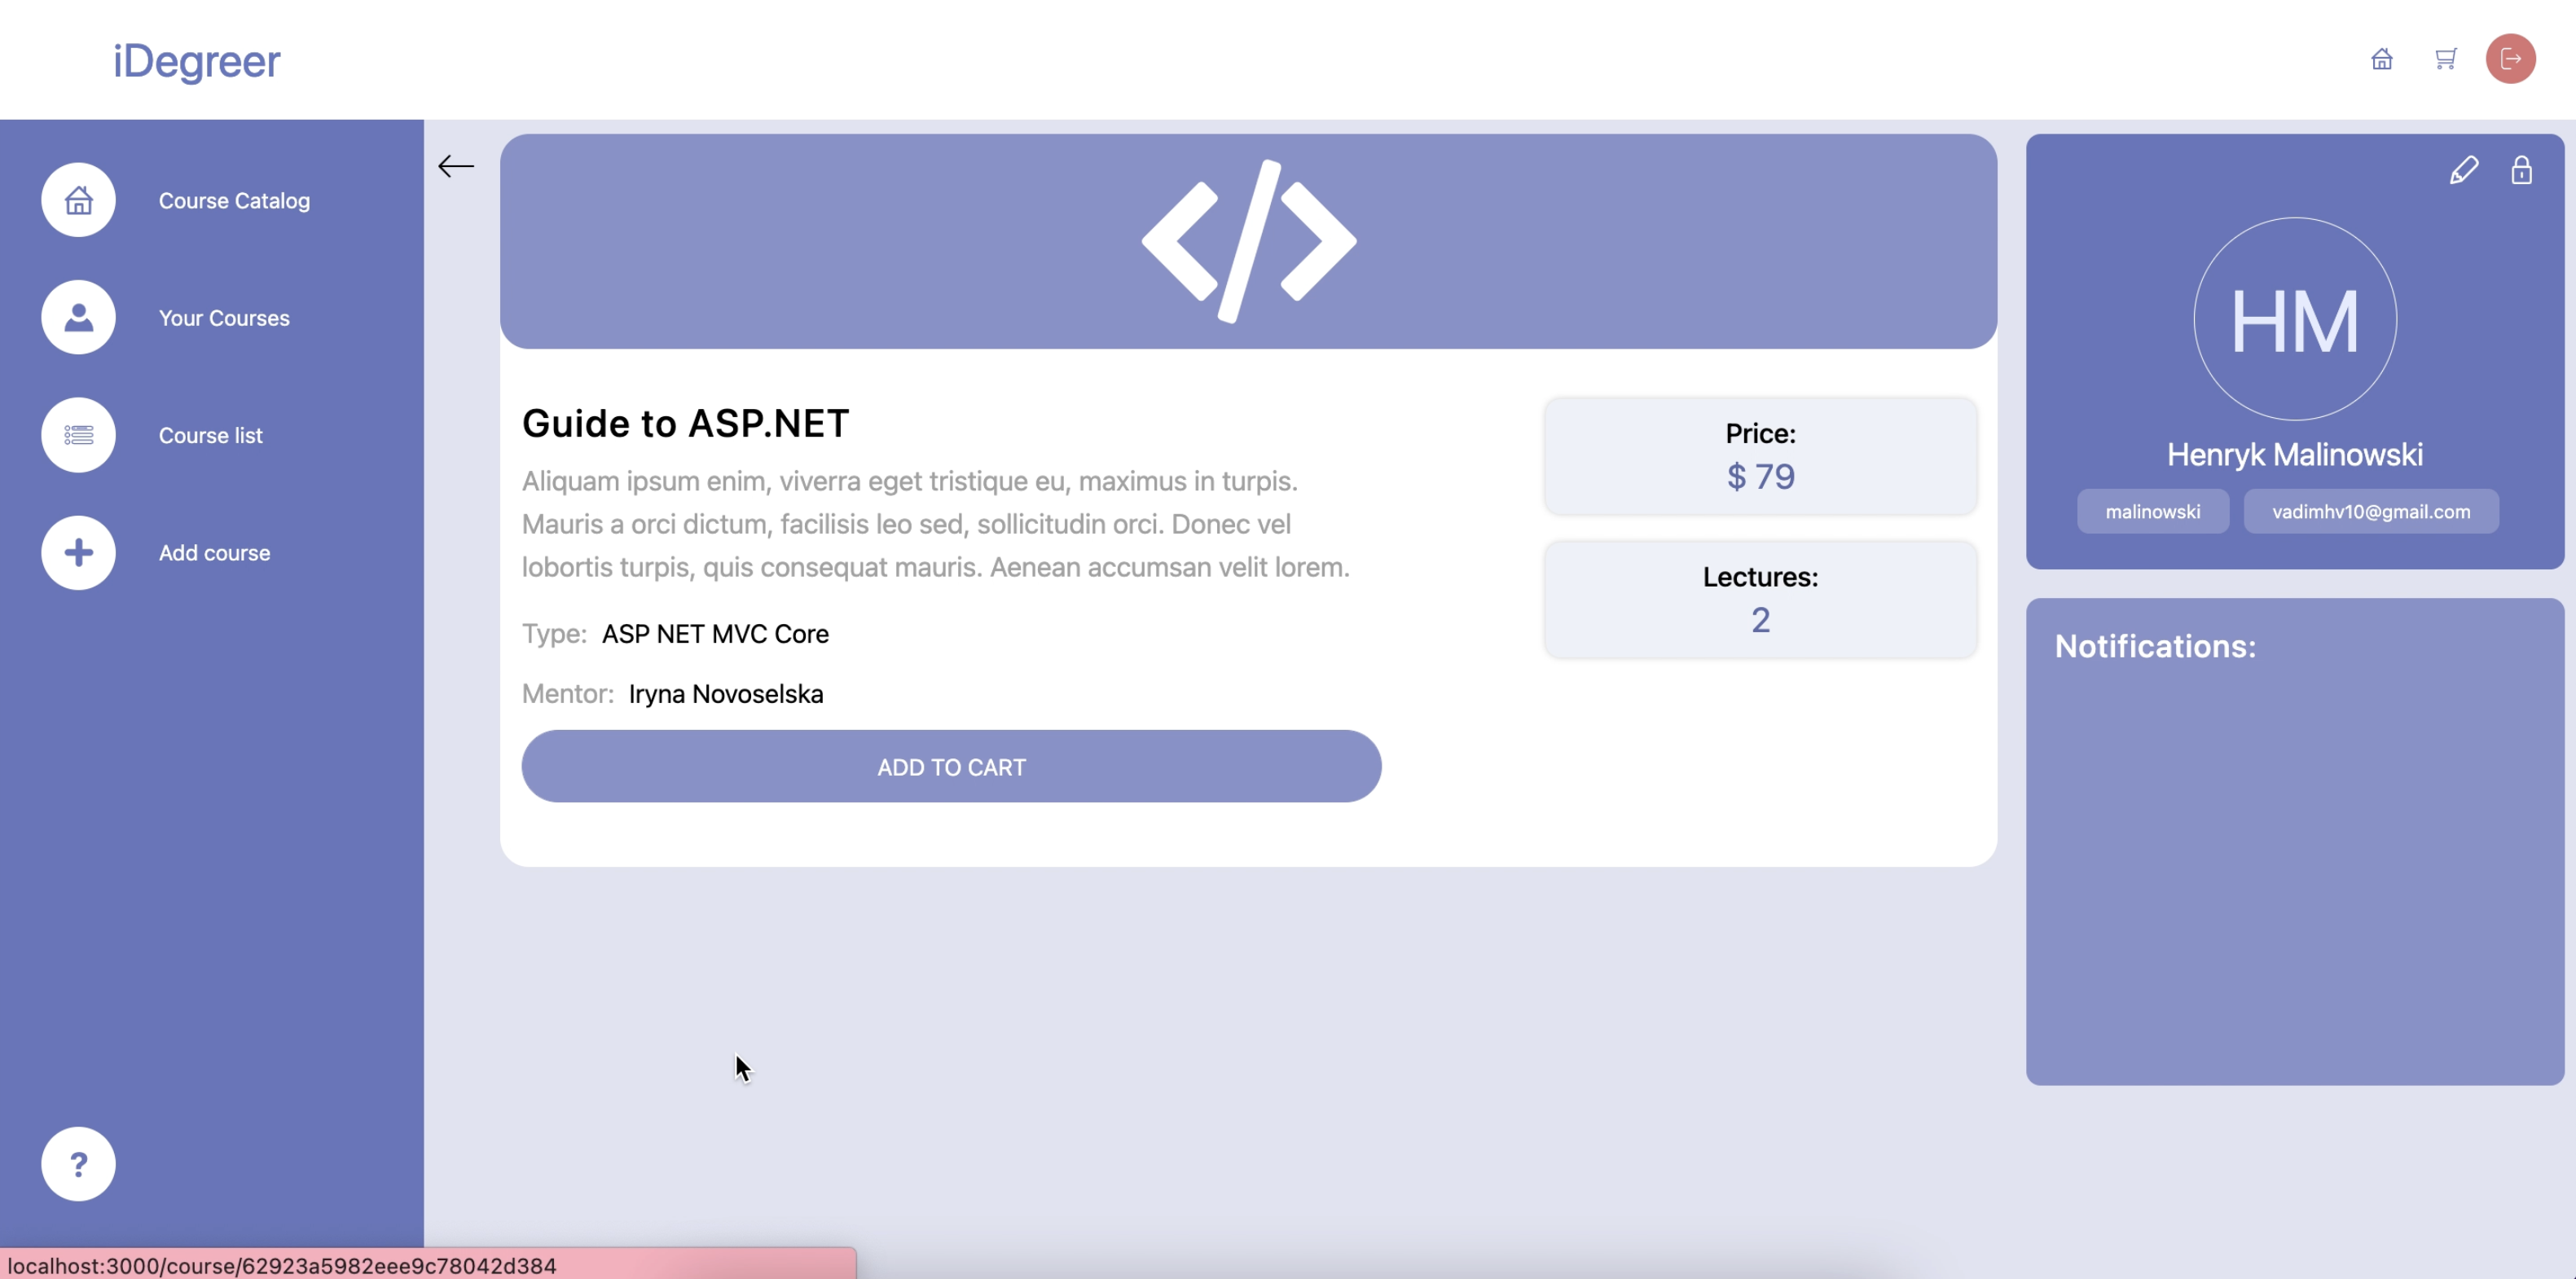 iDegreer
Course Catalog
Your Courses
Course list
Add course
?
</>
Guide to ASP.NET
Aliquam ipsum enim, viverra eget tristique eu, maximus in turpis.
Mauris a orci dictum, facilisis leo sed, sollicitudin orci. Donec vel
lobortis turpis, quis consequat mauris. Aenean accumsan velit lorem.
Type: ASP NET MVC Core
Mentor: Iryna Novoselska
ADD TO CART
Price:
$ 79
Lectures:
2
HM
Henryk Malinowski
malinowski vadimhv10@gmail.com
Notifications:
localhost:3000/course/62923a5982eee9c78042d384